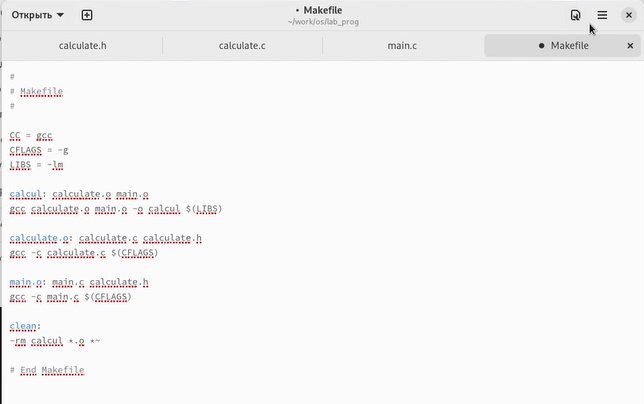 Открыть
• Makefile
~/work/os/lab_prog
calculate.h
calculate.c
main.c
● Makefile
#
# Makefile
#
CC = gcc
CFLAGS = -g
LIBS = -lm
calcul: calculate.o main.o
gcc calculate.o main.o -o calcul $(LIBS)
calculate.o: calculate.c calculate.h
gcc -c calculate.c $(CFLAGS)
main.o: main.c calculate.h
gcc -c main.c $(CFLAGS)
clean:
-rm calcul *.o *~
# End Makefile